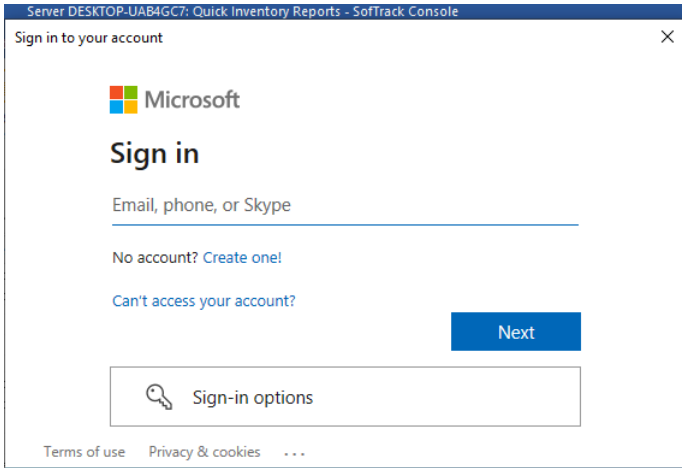 Server DESKTOP-UAB4GC7: Quick Inventory Reports - SofTrack Console
Sign in to your account
Microsoft
Sign in
Email, phone, or Skype
No account? Create one!
Can't access your account?
Next
Sign-in options
Terms of use Privacy & cookies ...